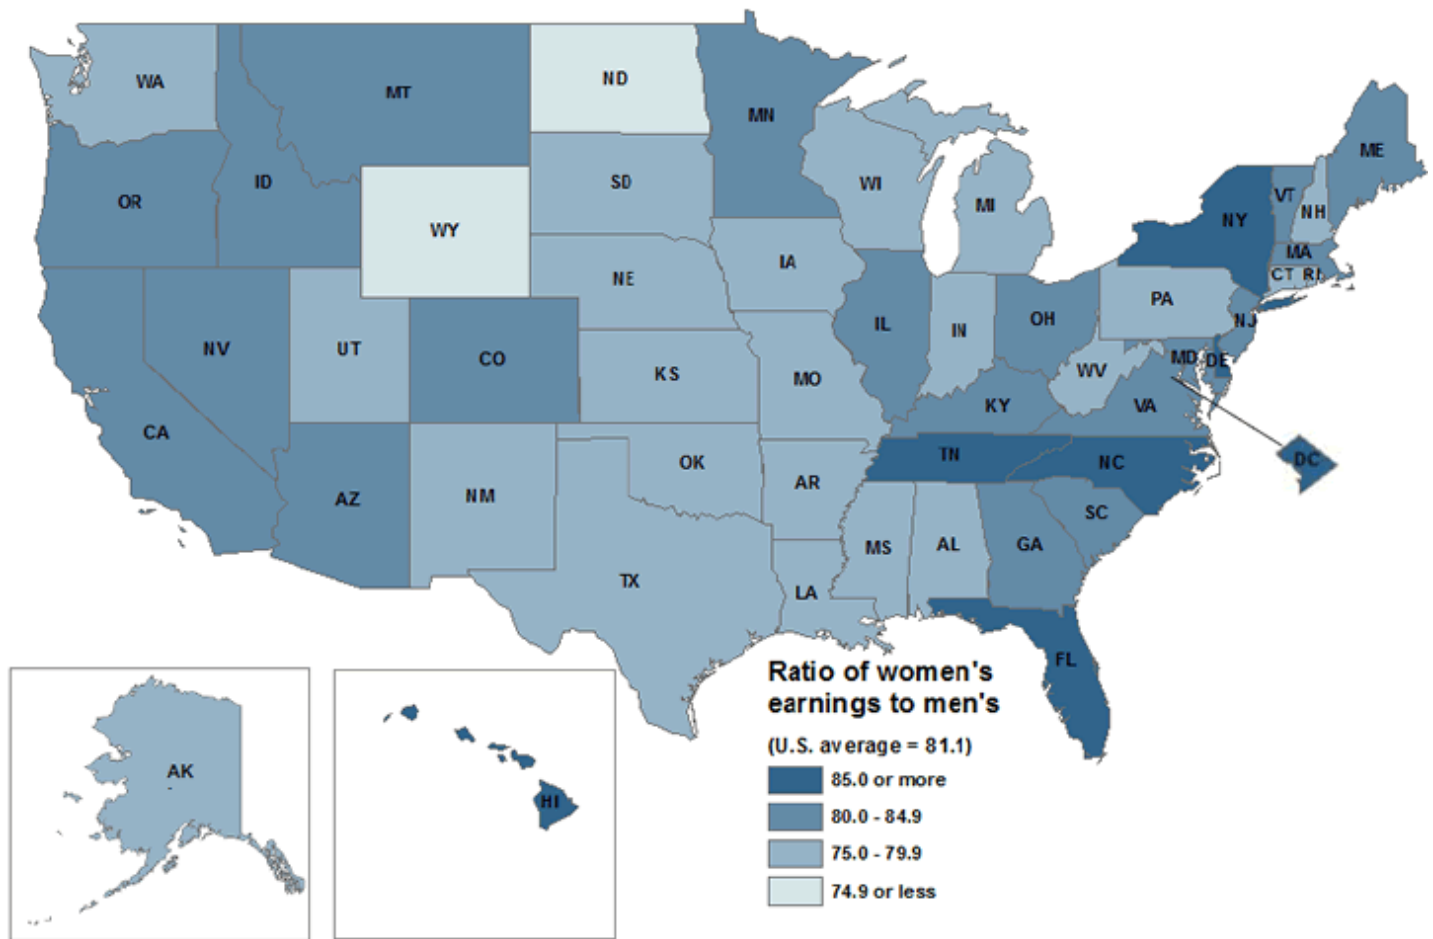 WA
MT
ND
MN
ME
OR
ID
SD
WI
MI
NY
VT
NH
WY
MA
IA
NE
CT RI
PA
NV
UT
CO
IL
IN
OH
NJ
MD DE
KS
MO
WV
KY
VA
CA
TN
NC
DC
OK
AZ
NM
AR
SC
MS
AL
GA
TX
LA
FL
AK
HI
Ratio of women's
earnings to men's
(U.S. average = 81.1)
85.0 or more
80.0 - 84.9
75.0 - 79.9
74.9 or less